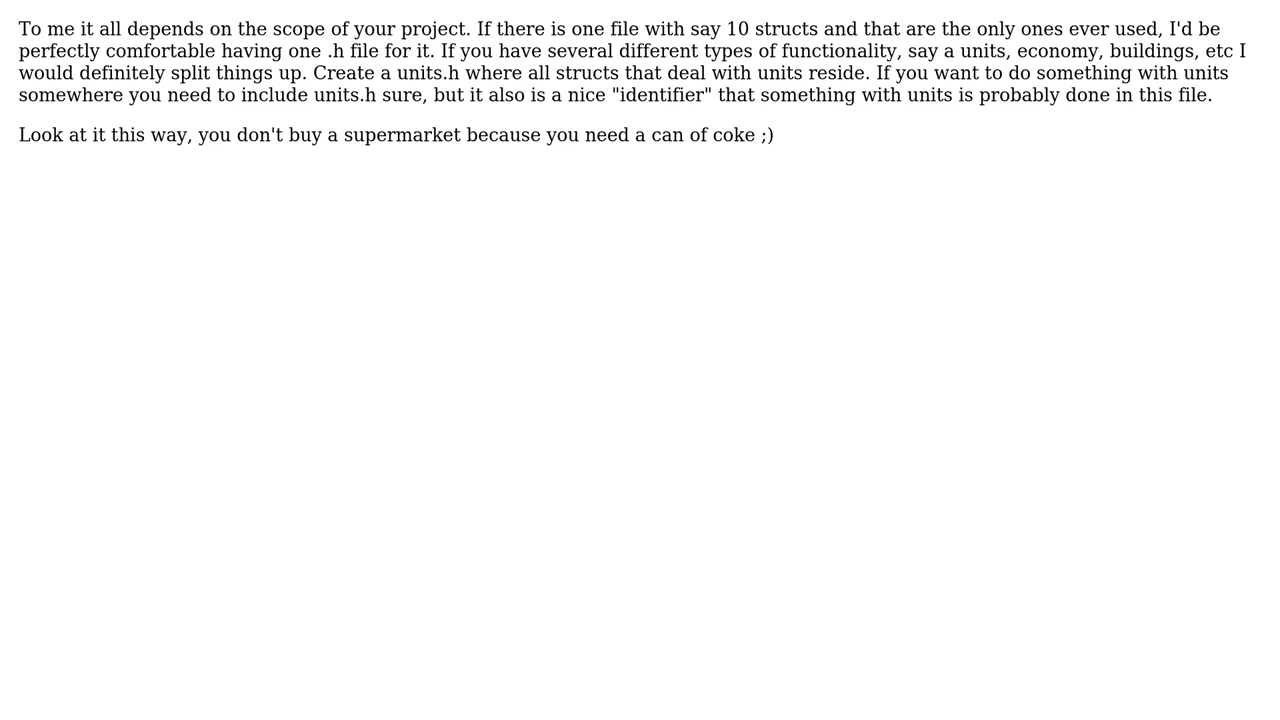 To me it all depends on the scope of your project. If there is one file with say 10 structs and that are the only ones ever used, I'd be
perfectly comfortable having one .h file for it. If you have several different types of functionality, say a units, economy, buildings, etc I
would definitely split things up. Create a units.h where all structs that deal with units reside. If you want to do something with units
somewhere you need to include units.h sure, but it also is a nice "identifier" that something with units is probably done in this file.
Look at it this way, you don't buy a supermarket because you need a can of coke ;)